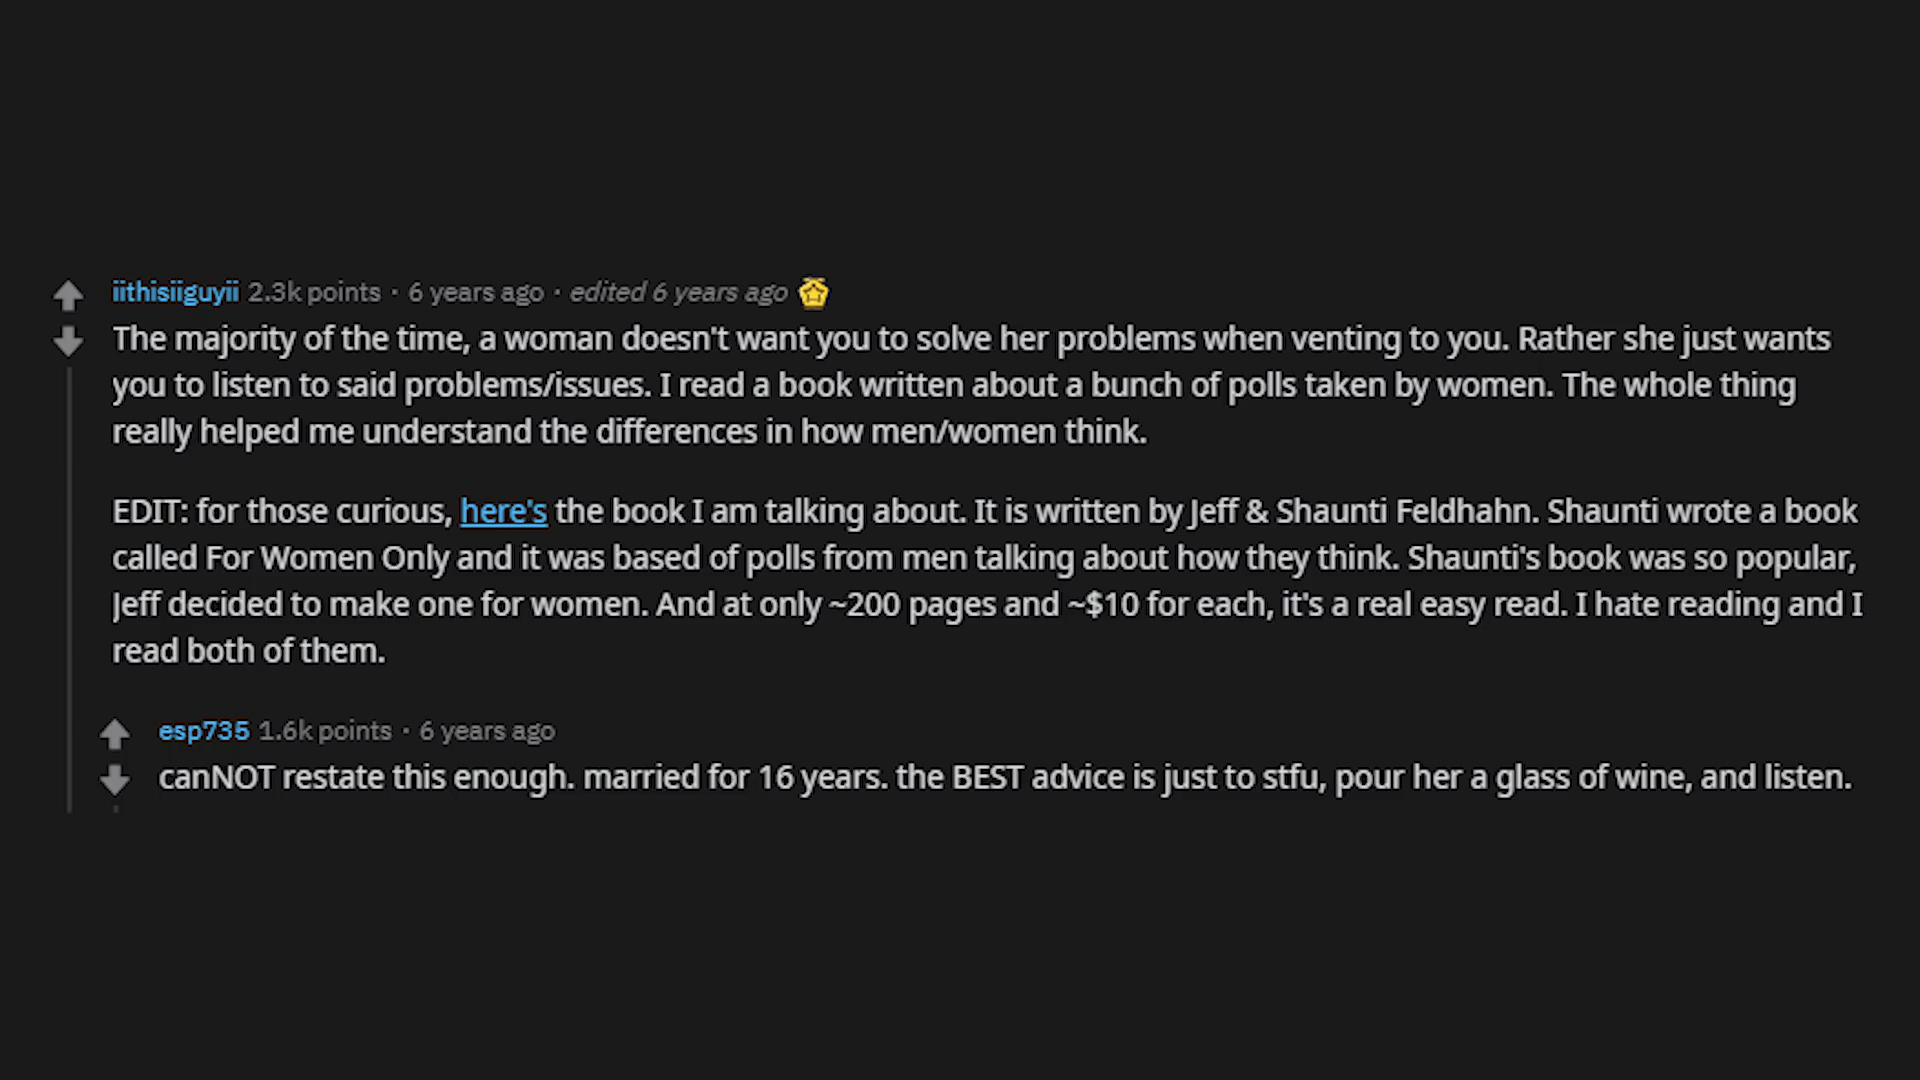 iithisiiguyii 2.3k points · 6 years ago · edited 6 years ago
The majority of the time, a woman doesn't want you to solve her problems when venting to you. Rather she just wants
you to listen to said problems/issues. I read a book written about a bunch of polls taken by women. The whole thing
really helped me understand the differences in how men/women think.
EDIT: for those curious, here's the book I am talking about. It is written by Jeff & Shaunti Feldhahn. Shaunti wrote a book
called For Women Only and it was based of polls from men talking about how they think. Shaunti's book was so popular,
Jeff decided to make one for women. And at only ~200 pages and ~$10 for each, it's a real easy read. I hate reading and I
read both of them.
esp735 1.6k points · 6 years ago
canNOT restate this enough. married for 16 years. the BEST advice is just to stfu, pour her a glass of wine, and listen.